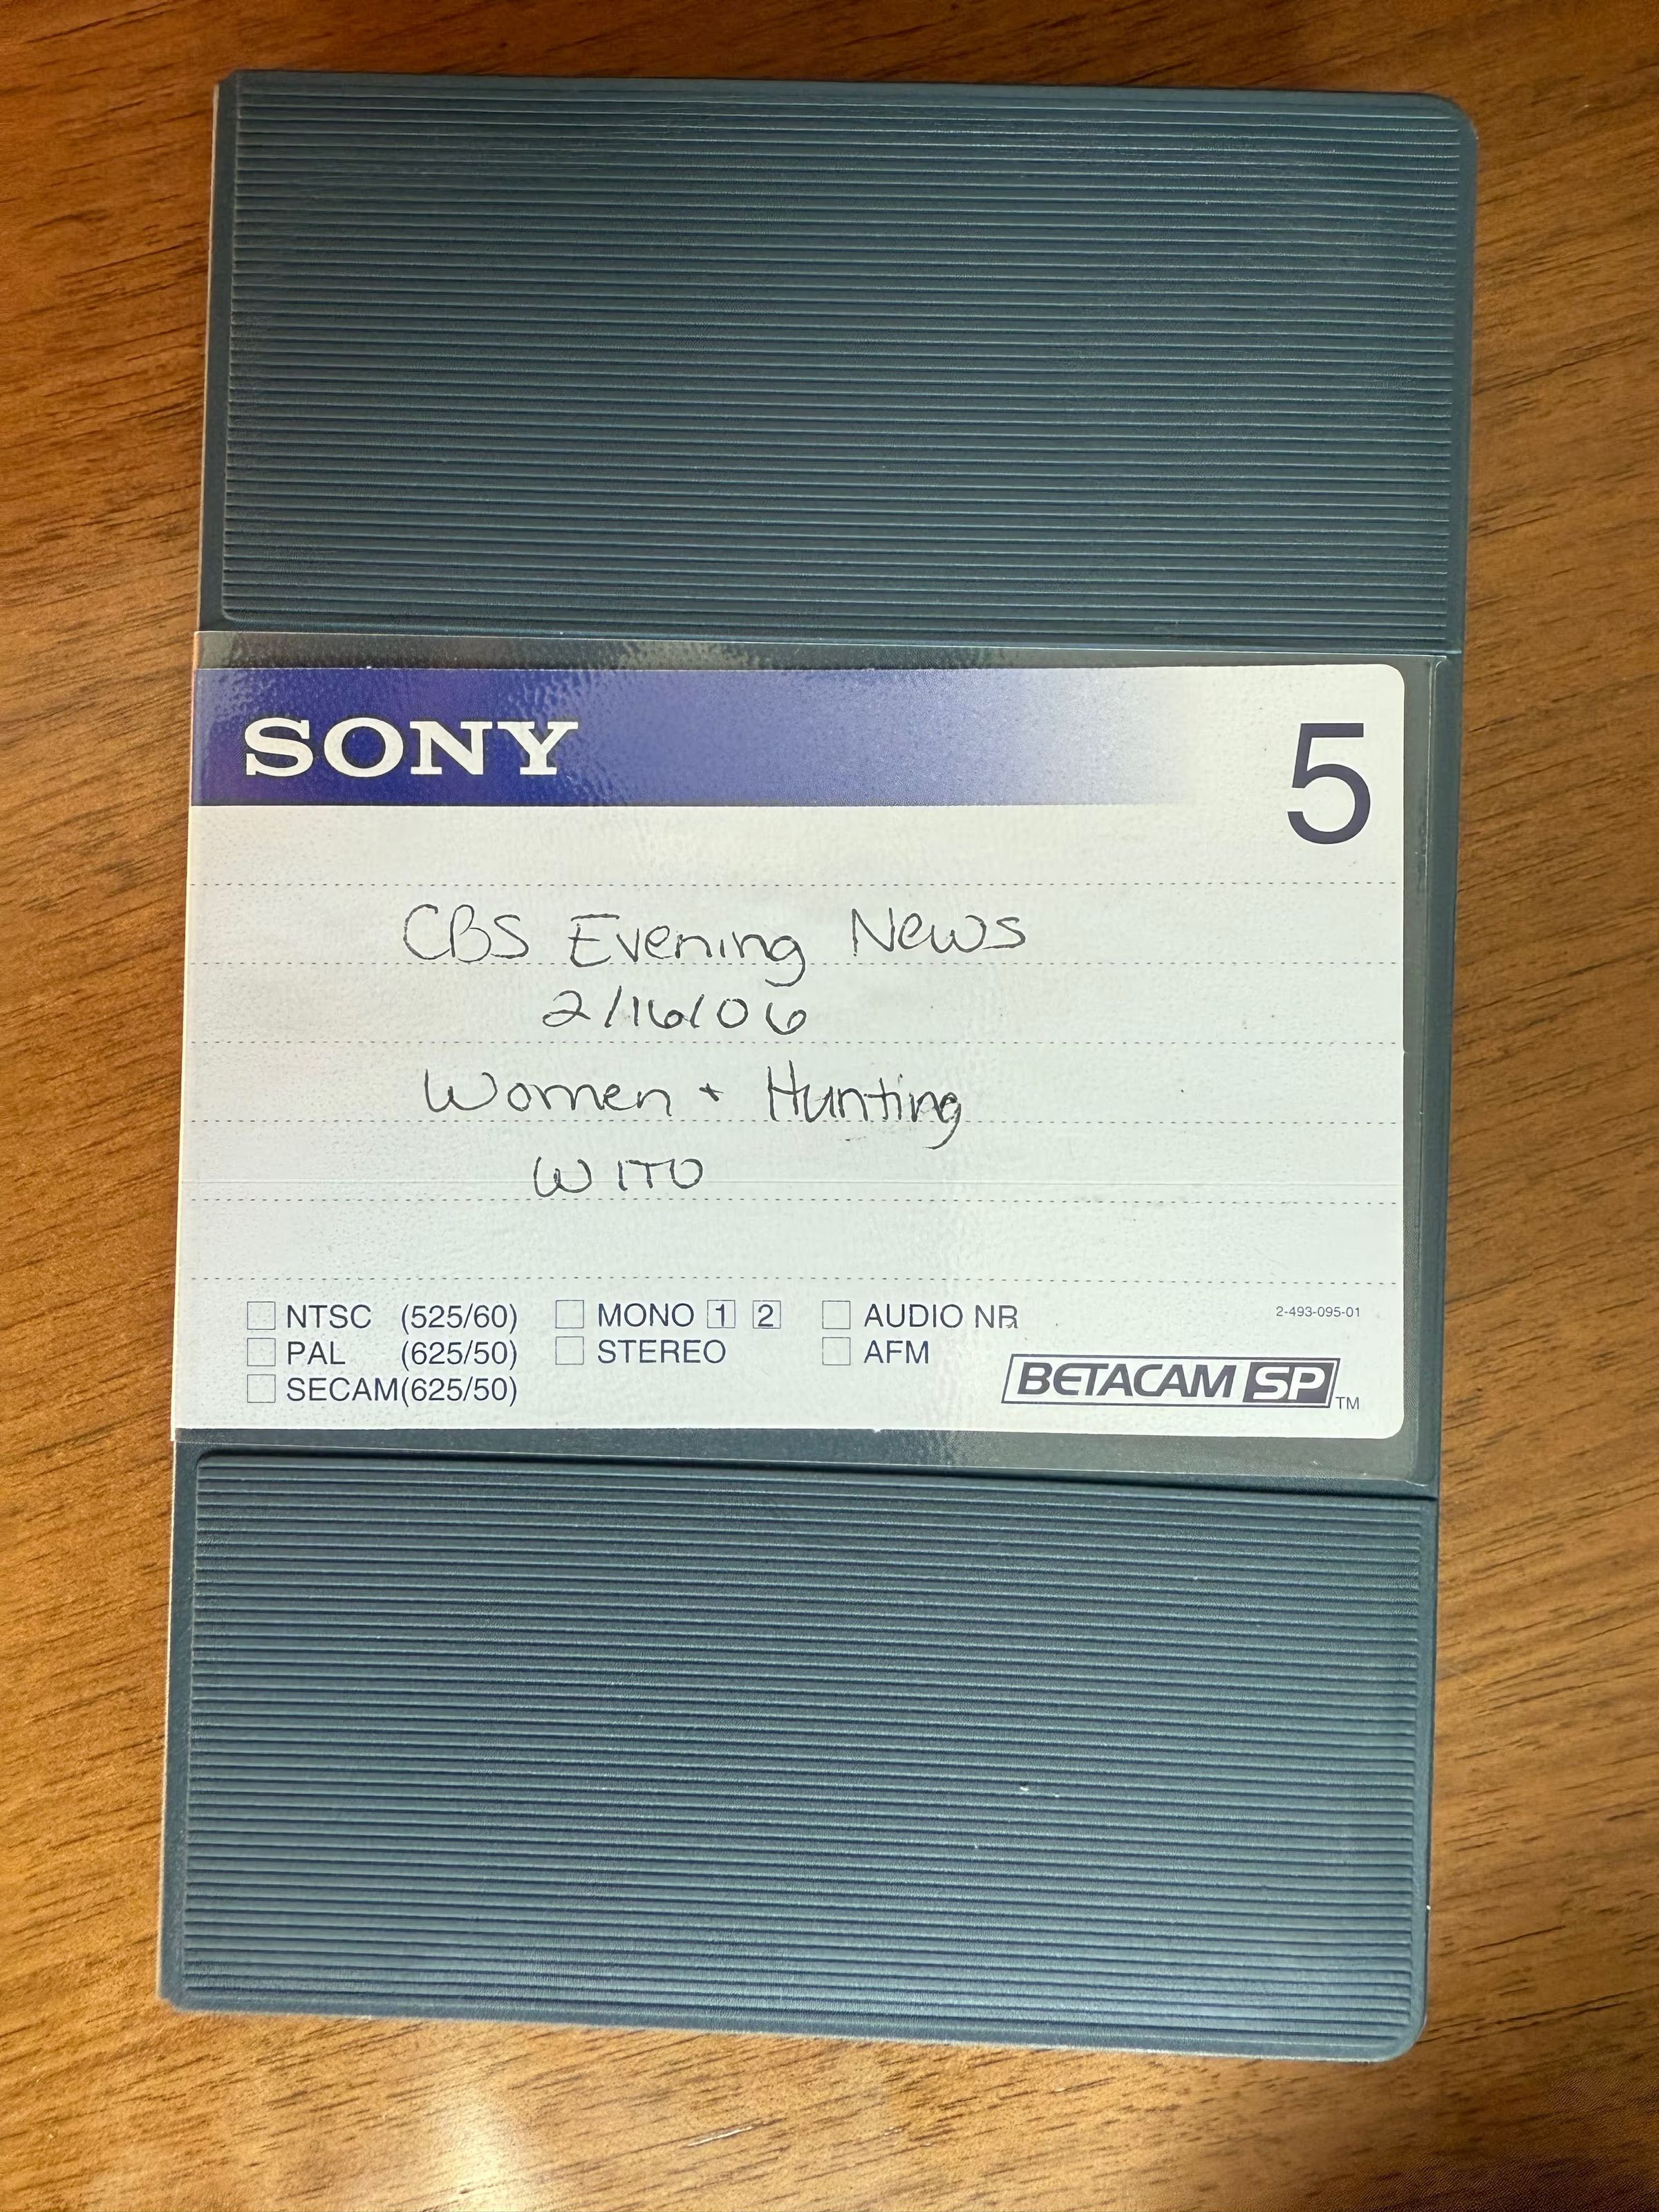 SONY 5
CBS Evening News
2/16/06
Women + Hunting
WITO
NTSC (525/60) MONO 1 2 AUDIO NR 2-493-095-01
PAL (625/50) STEREO AFM
SECAM(625/50) BETACAM SP TM